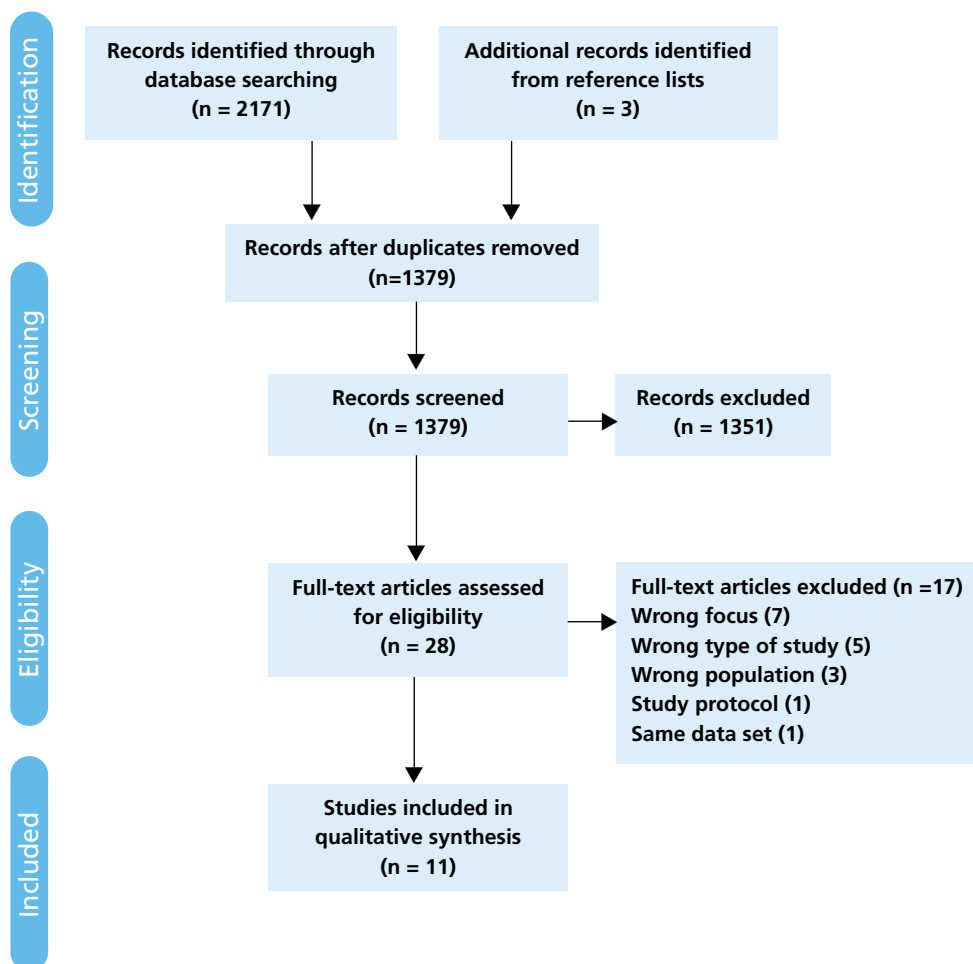 Identification
Records identified through
database searching
(n = 2171)
Additional records identified
from reference lists
(n = 3)
Records after duplicates removed
(n=1379)
Screening
Records screened
(n = 1379)
Records excluded
(n = 1351)
Eligibility
Full-text articles assessed
for eligibility
(n = 28)
Full-text articles excluded (n =17)
Wrong focus (7)
Wrong type of study (5)
Wrong population (3)
Study protocol (1)
Same data set (1)
Included
Studies included in
qualitative synthesis
(n = 11)